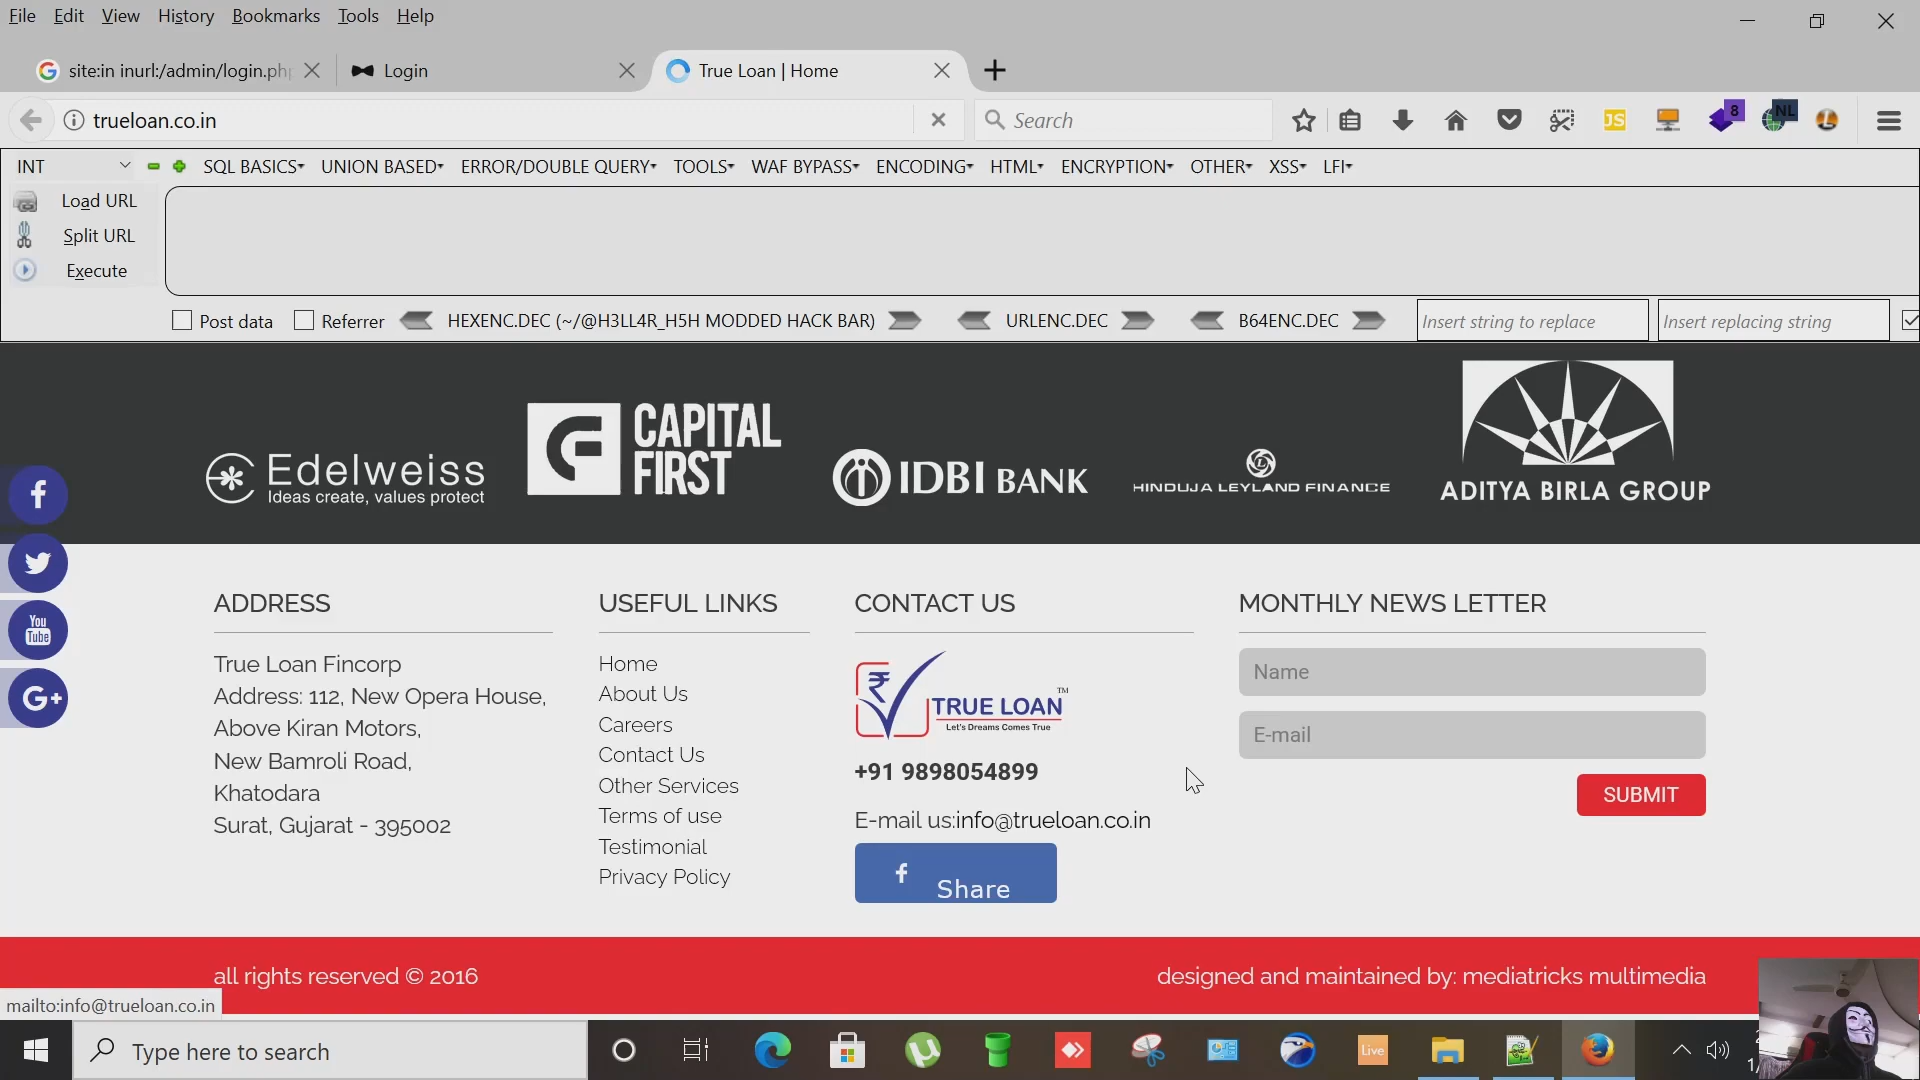 File Edit View History Bookmarks Tools Help
site:in inurl:/admin/login.php
Login
True Loan | Home
trueloan.co.in
Search
JS
8
NL
INT
SQL BASICS UNION BASED ERROR/DOUBLE QUERY TOOLS WAF BYPASS ENCODING HTML ENCRYPTION OTHER XSS LFI
Load URL
Split URL
Execute
Post data Referrer HEXENC.DEC (~/@H3LL4R_H5H MODDED HACK BAR) URLENC.DEC B64ENC.DEC Insert string to replace Insert replacing string
Edelweiss
Ideas create, values protect
CAPITAL
FIRST
IDBI BANK
HINDUJA LEYLAND FINANCE
ADITYA BIRLA GROUP
You
Tube
G+
ADDRESS
True Loan Fincorp
Address: 112, New Opera House,
Above Kiran Motors,
New Bamroli Road,
Khatodara
Surat, Gujarat - 395002
USEFUL LINKS
Home
About Us
Careers
Contact Us
Other Services
Terms of use
Testimonial
Privacy Policy
CONTACT US
₹
TRUE LOAN™
Let's Dreams Comes True
+91 9898054899
E-mail us:info@trueloan.co.in
Share
MONTHLY NEWS LETTER
Name
E-mail
SUBMIT
all rights reserved © 2016
designed and maintained by: mediatricks multimedia
mailto:info@trueloan.co.in
Type here to search
Live